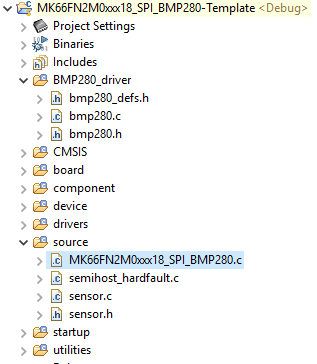 MK66FN2M0xxx18_SPI_BMP280-Template <Debug>
Project Settings
Binaries
Includes
BMP280_driver
bmp280_defs.h
bmp280.c
bmp280.h
CMSIS
board
component
device
drivers
source
MK66FN2M0xxx18_SPI_BMP280.c
semihost_hardfault.c
sensor.c
sensor.h
startup
utilities